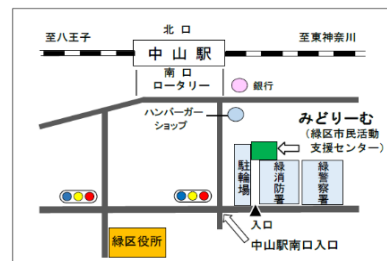 北 口
至八王子
至東神奈川
中 山 駅
南 口
ロータリー
銀行
ハンバーガー
ショップ
みどりーむ
(緑区市民活動
支援センター)
駐輪場
緑消防署
緑警察署
入口
緑区役所
中山駅南口入口